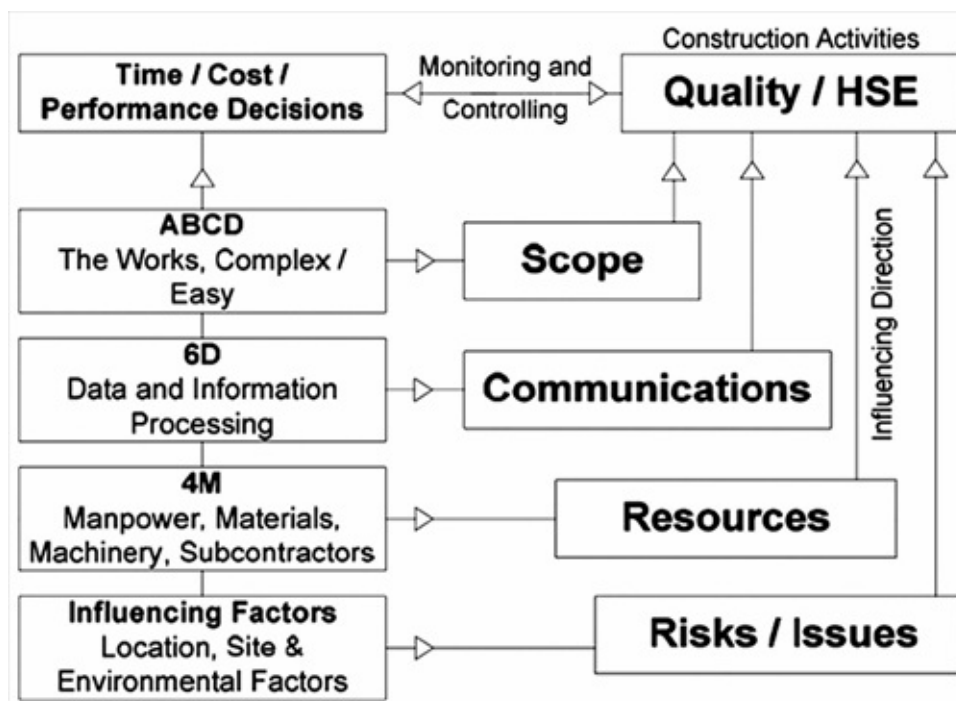 Construction Activities
Time / Cost /
Performance Decisions
Monitoring and
Controlling
Quality / HSE
ABCD
The Works, Complex /
Easy
Scope
6D
Data and Information
Processing
Communications
Influencing Direction
4M
Manpower, Materials,
Machinery, Subcontractors
Resources
Influencing Factors
Location, Site &
Environmental Factors
Risks / Issues